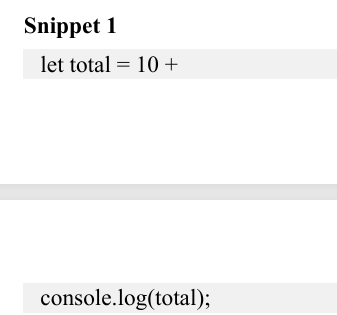 Snippet 1
let total = 10 +
console.log(total);